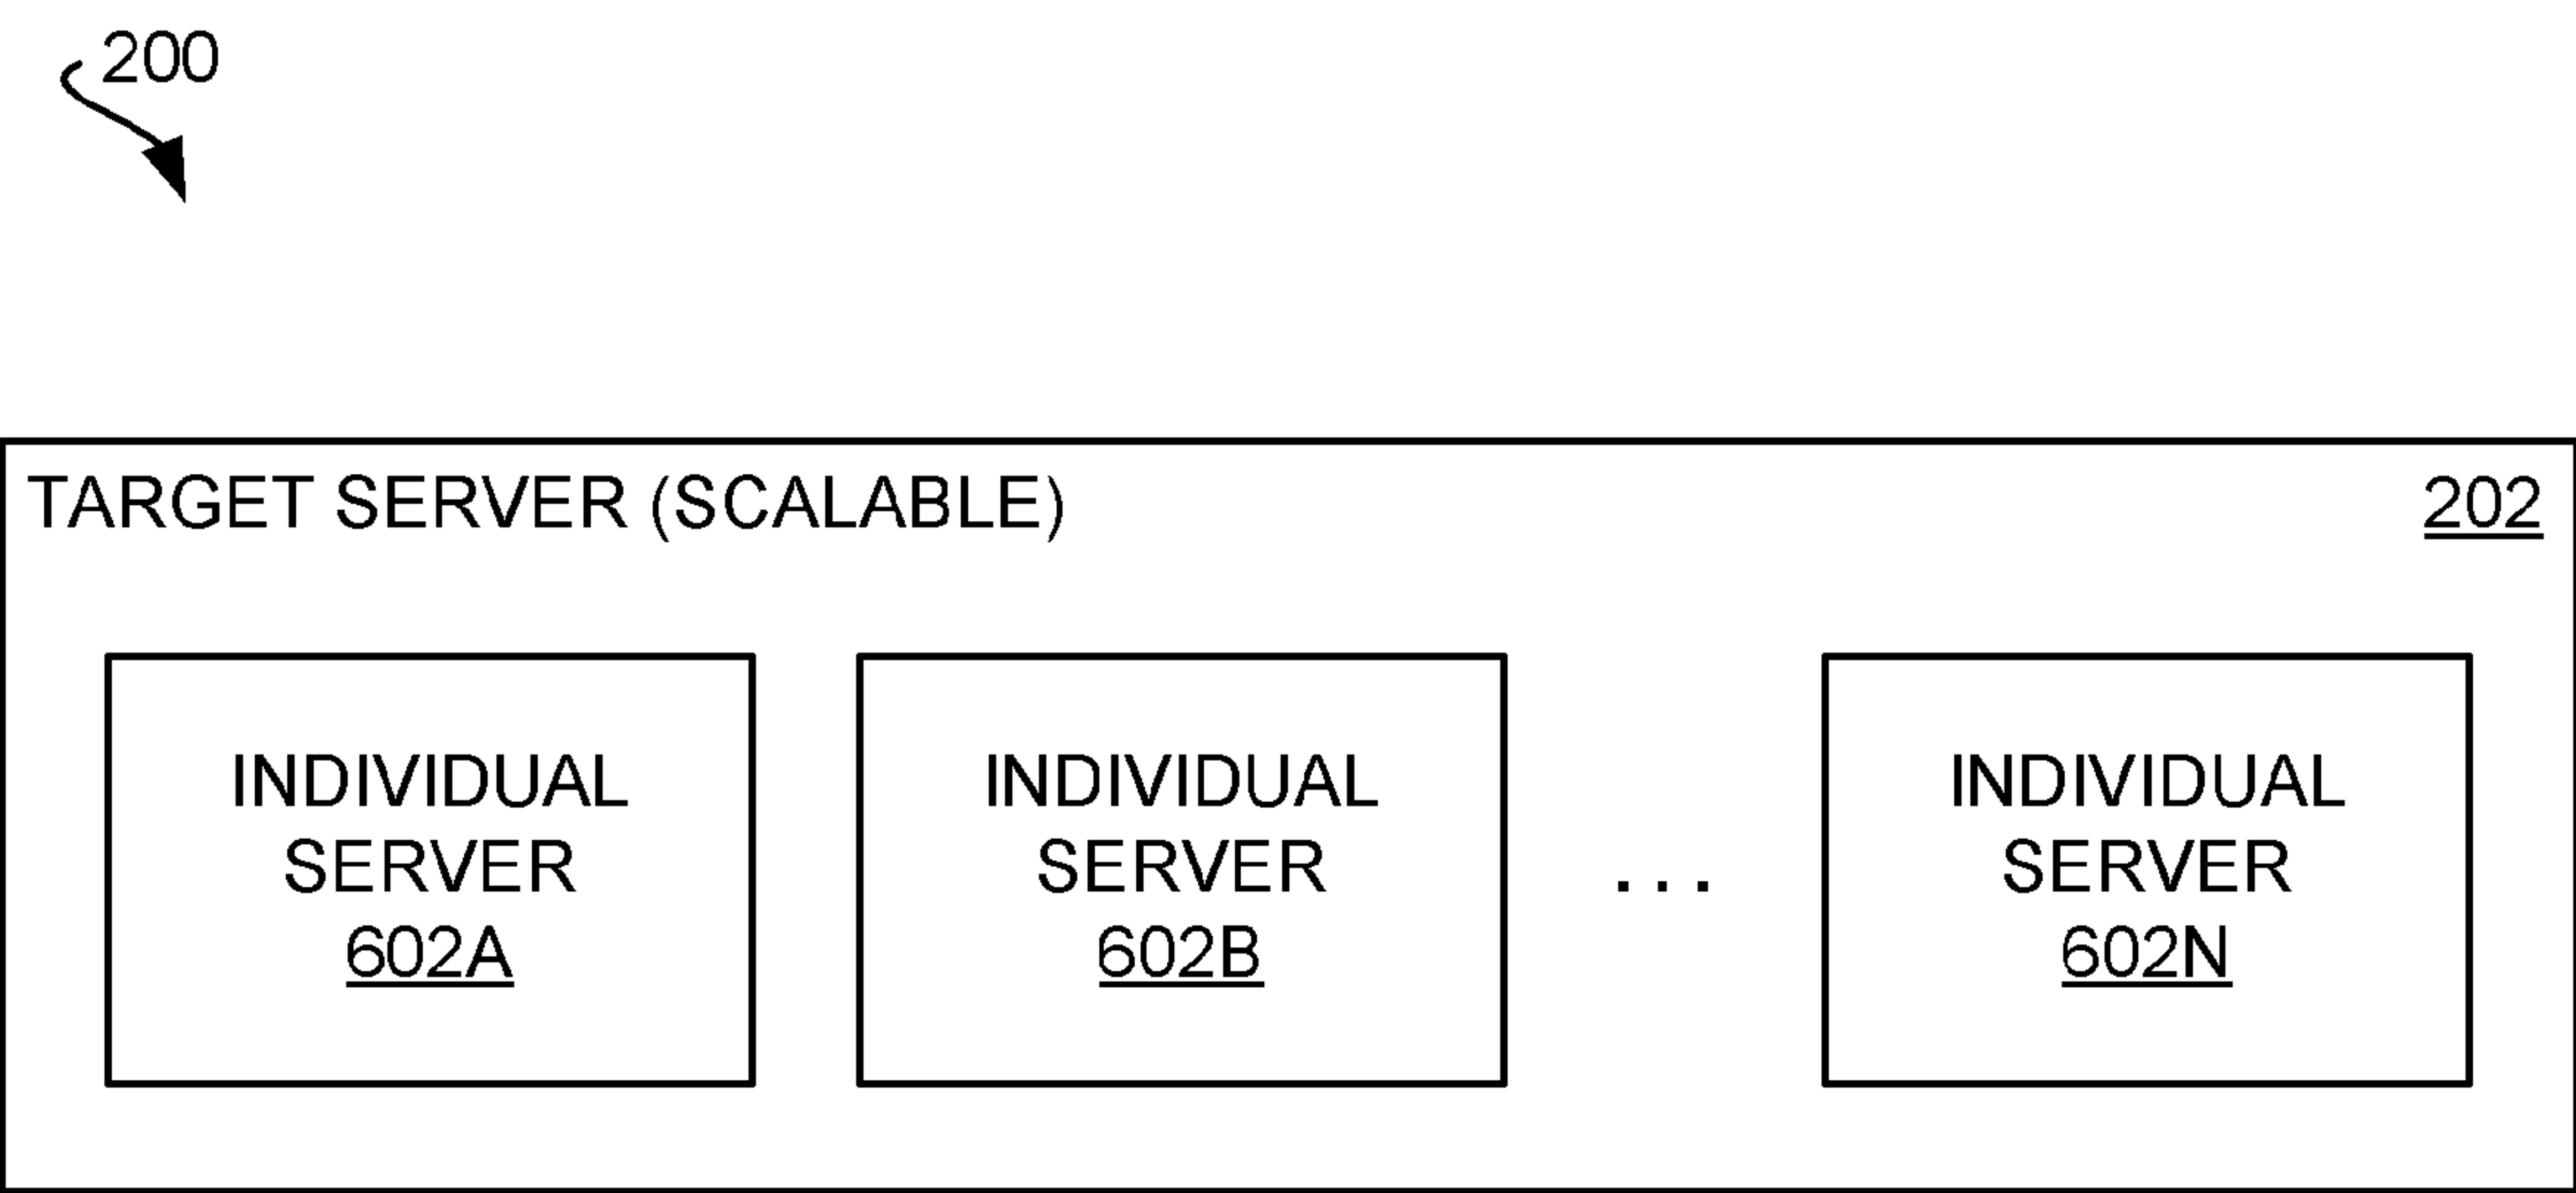 200
TARGET SERVER (SCALABLE) 202
INDIVIDUAL
SERVER
602A
INDIVIDUAL
SERVER
602B
...
INDIVIDUAL
SERVER
602N